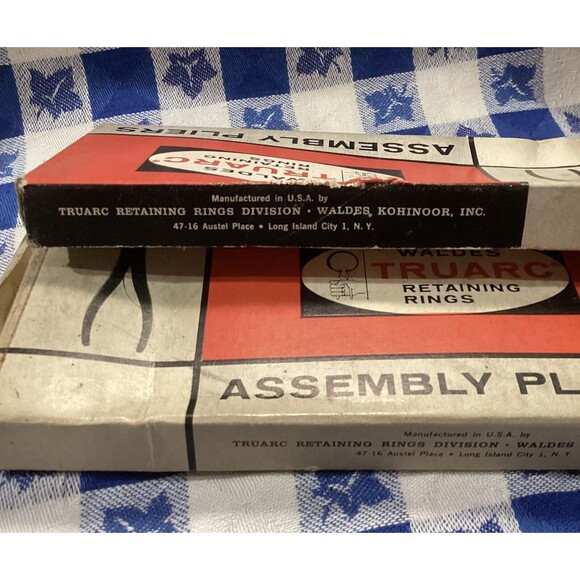 ASSEMBLY PLIERS
WALDES
TRUARC
RETAINING
RINGS
Manufactured in U.S.A. by
TRUARC RETAINING RINGS DIVISION • WALDES KOHINOOR, INC.
47-16 Austel Place • Long Island City 1, N. Y.
WALDES
TRUARC
RETAINING
RINGS
ASSEMBLY PL
Manufactured in U.S.A. by
TRUARC RETAINING RINGS DIVISION • WALDES
47-16 Austel Place • Long Island City 1, N. Y.